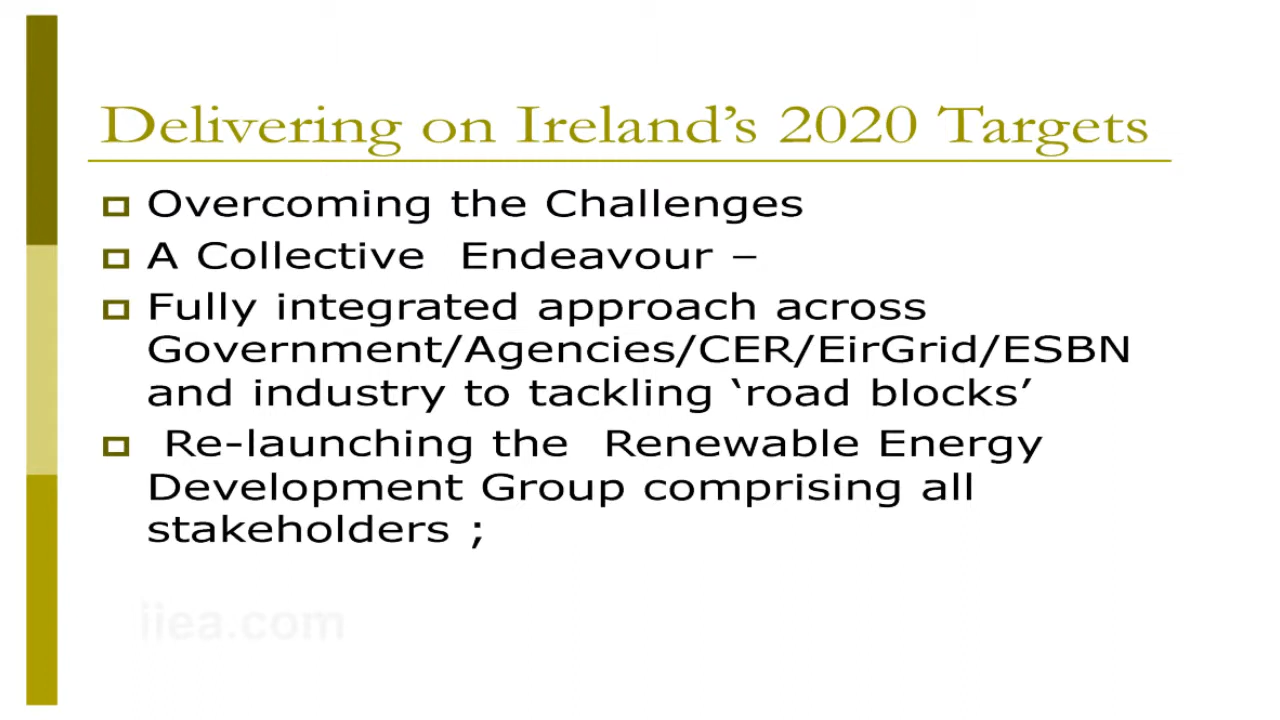 Delivering on Ireland’s 2020 Targets
Overcoming the Challenges
A Collective  Endeavour –
Fully integrated approach across
Government/Agencies/CER/EirGrid/ESBN
and industry to tackling ‘road blocks’
Re-launching the  Renewable Energy
Development Group comprising all
stakeholders ;
iiea.com